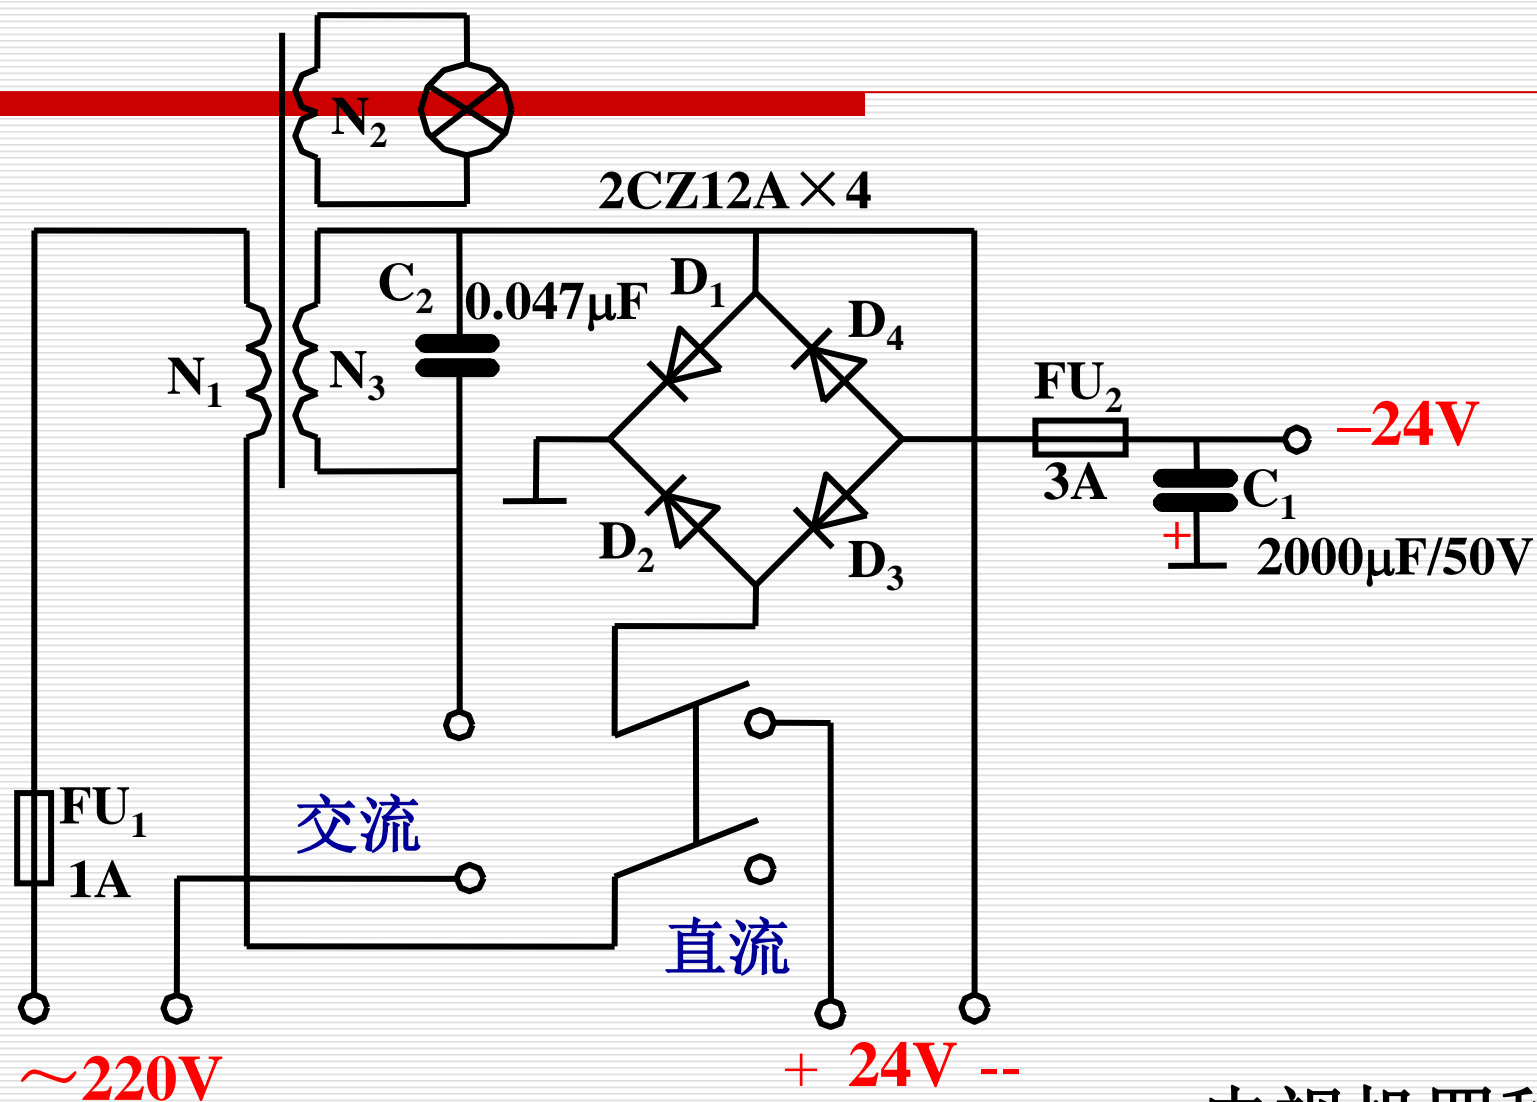 N2
2CZ12A×4
C2
0.047μF
D1
D4
N1
N3
FU2
3A
−24V
C1
+
2000μF/50V
D2
D3
FU1
1A
交流
直流
~220V
+ 24V --